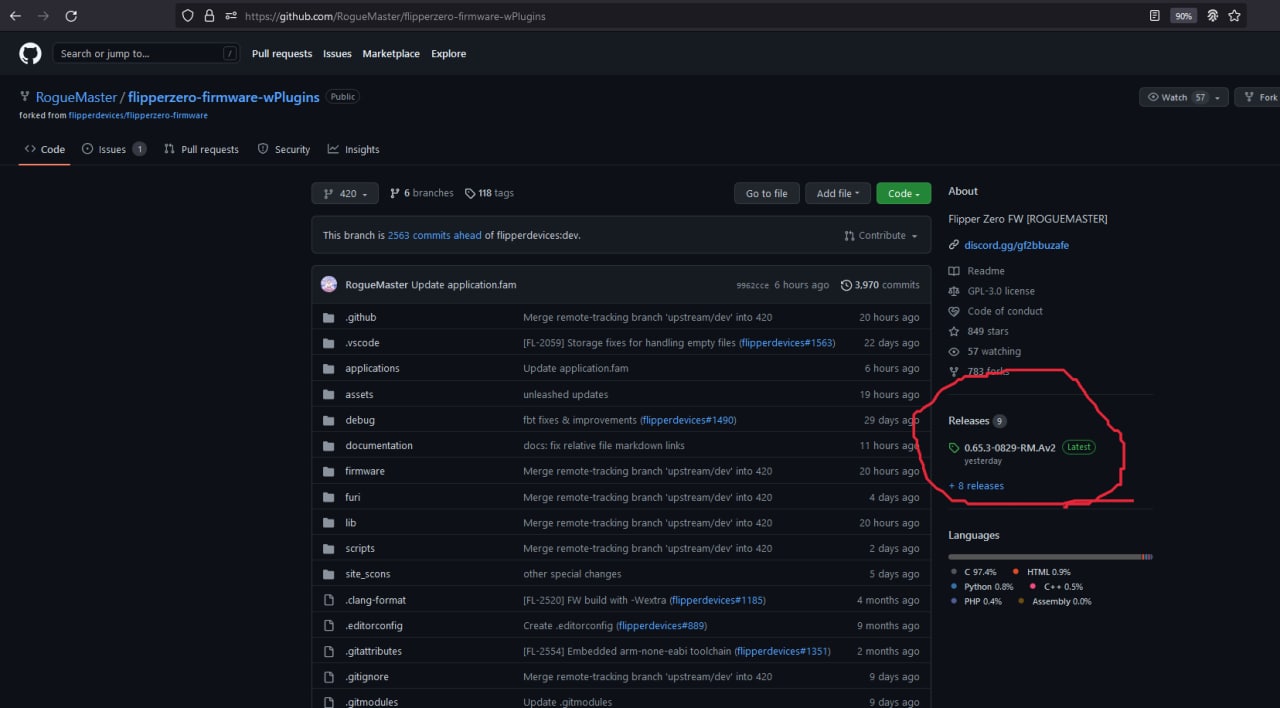 https://github.com/RogueMaster/flipperzero-firmware-wPlugins
90%
Search or jump to... /
Pull requests Issues Marketplace Explore
RogueMaster / flipperzero-firmware-wPlugins Public
Watch 57
Fork
forked from flipperdevices/flipperzero-firmware
<> Code
Issues 1
Pull requests
Security
Insights
420
6 branches
118 tags
Go to file
Add file
Code
This branch is 2563 commits ahead of flipperdevices:dev.
Contribute
RogueMaster Update application.fam 9962cce 6 hours ago 3,970 commits
.github Merge remote-tracking branch 'upstream/dev' into 420 20 hours ago
.vscode [FL-2059] Storage fixes for handling empty files (flipperdevices#1563) 22 days ago
applications Update application.fam 6 hours ago
assets unleashed updates 19 hours ago
debug fbt fixes & improvements (flipperdevices#1490) 29 days ago
documentation docs: fix relative file markdown links 11 hours ago
firmware Merge remote-tracking branch 'upstream/dev' into 420 20 hours ago
furi Merge remote-tracking branch 'upstream/dev' into 420 4 days ago
lib Merge remote-tracking branch 'upstream/dev' into 420 20 hours ago
scripts Merge remote-tracking branch 'upstream/dev' into 420 2 days ago
site_scons other special changes 5 days ago
.clang-format [FL-2520] FW build with -Wextra (flipperdevices#1185) 4 months ago
.editorconfig Create .editorconfig (flipperdevices#889) 9 months ago
.gitattributes [FL-2554] Embedded arm-none-eabi toolchain (flipperdevices#1351) 2 months ago
.gitignore Merge remote-tracking branch 'upstream/dev' into 420 9 days ago
.gitmodules Update .gitmodules 9 days ago
About
Flipper Zero FW [ROGUEMASTER]
discord.gg/gf2bbuzafe
Readme
GPL-3.0 license
Code of conduct
849 stars
57 watching
783 forks
Releases 9
0.65.3-0829-RM.Av2 Latest
yesterday
+ 8 releases
Languages
C 97.4% HTML 0.9%
Python 0.8% C++ 0.5%
PHP 0.4% Assembly 0.0%